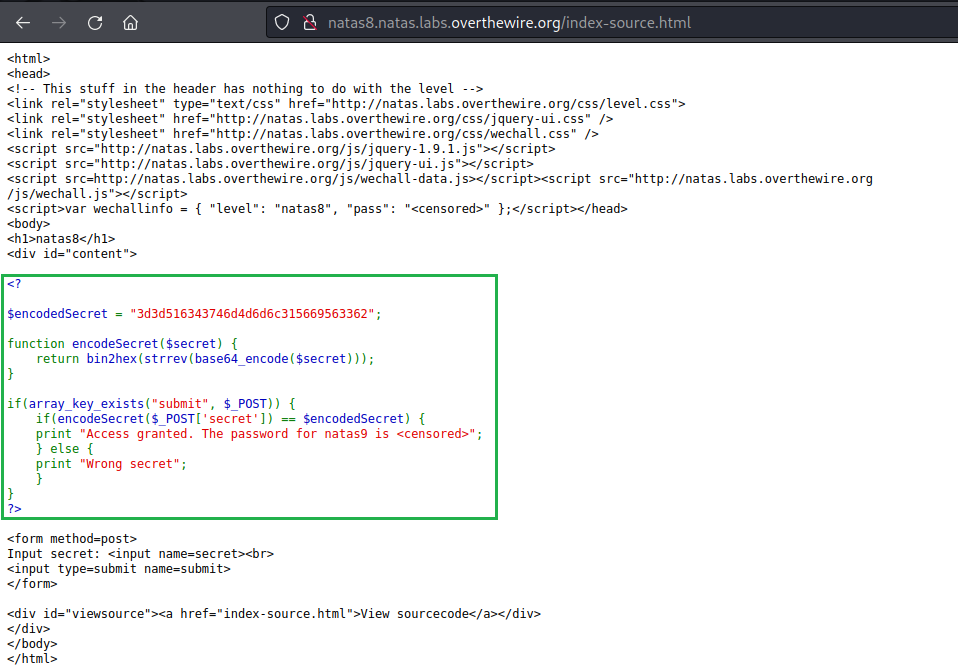 natas8.natas.labs.overthewire.org/index-source.html
<html>
<head>
<!-- This stuff in the header has nothing to do with the level -->
<link rel="stylesheet" type="text/css" href="http://natas.labs.overthewire.org/css/level.css">
<link rel="stylesheet" href="http://natas.labs.overthewire.org/css/jquery-ui.css" />
<link rel="stylesheet" href="http://natas.labs.overthewire.org/css/wechall.css" />
<script src="http://natas.labs.overthewire.org/js/jquery-1.9.1.js"></script>
<script src="http://natas.labs.overthewire.org/js/jquery-ui.js"></script>
<script src=http://natas.labs.overthewire.org/js/wechall-data.js></script><script src="http://natas.labs.overthewire.org
/js/wechall.js"></script>
<script>var wechallinfo = { "level": "natas8", "pass": "<censored>" };</script></head>
<body>
<h1>natas8</h1>
<div id="content">
<?
$encodedSecret = "3d3d516343746d4d6d6c315669563362";
function encodeSecret($secret) {
    return bin2hex(strrev(base64_encode($secret)));
}
if(array_key_exists("submit", $_POST)) {
    if(encodeSecret($_POST['secret']) == $encodedSecret) {
    print "Access granted. The password for natas9 is <censored>";
    } else {
    print "Wrong secret";
    }
}
?>
<form method=post>
Input secret: <input name=secret><br>
<input type=submit name=submit>
</form>
<div id="viewsource"><a href="index-source.html">View sourcecode</a></div>
</div>
</body>
</html>